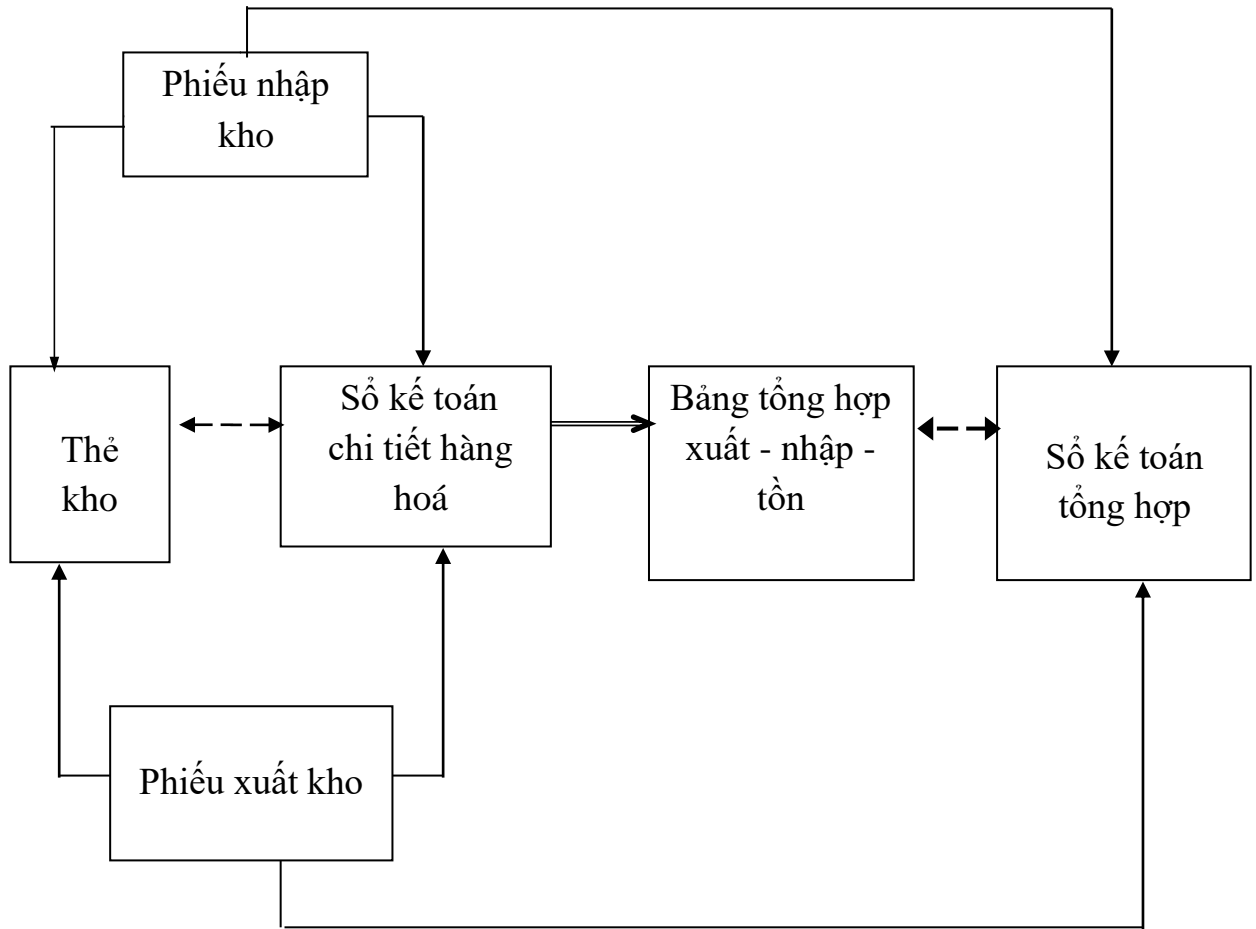 Phiếu nhập
kho
Thẻ
kho
Sổ kế toán
chi tiết hàng
hoá
Bảng tổng hợp
xuất - nhập -
tồn
Sổ kế toán
tổng hợp
Phiếu xuất kho